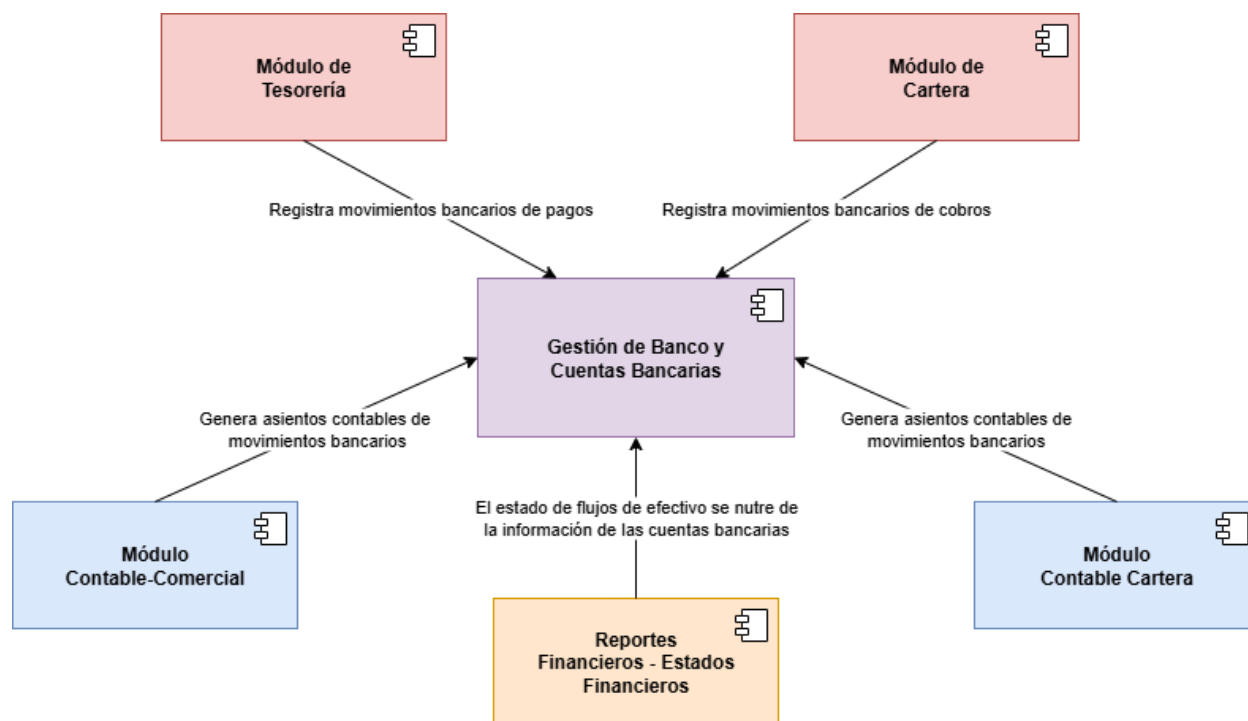 Módulo de
Tesorería
Módulo de
Cartera
Registra movimientos bancarios de pagos
Registra movimientos bancarios de cobros
Gestión de Banco y
Cuentas Bancarias
Genera asientos contables de
movimientos bancarios
Genera asientos contables de
movimientos bancarios
El estado de flujos de efectivo se nutre de
la información de las cuentas bancarias
Módulo
Contable-Comercial
Módulo
Contable Cartera
Reportes
Financieros - Estados
Financieros